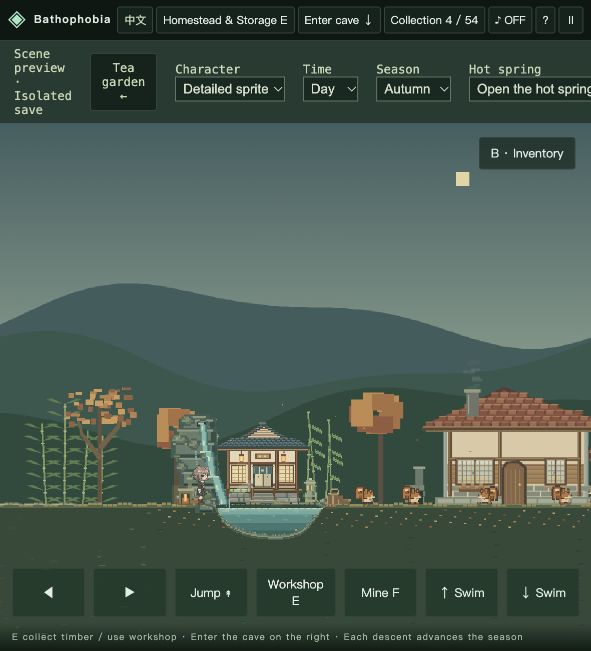 Bathophobia
中文
Homestead & Storage E
Enter cave ↓
Collection 4 / 54
♪ OFF
?
II
Scene
preview
·
Isolated
save
Tea
garden
←
Character
Detailed sprite
Time
Day
Season
Autumn
Hot spring
Open the hot spring
B · Inventory
◀
▶
Jump ↟
Workshop
E
Mine F
↑ Swim
↓ Swim
E collect timber / use workshop · Enter the cave on the right · Each descent advances the season